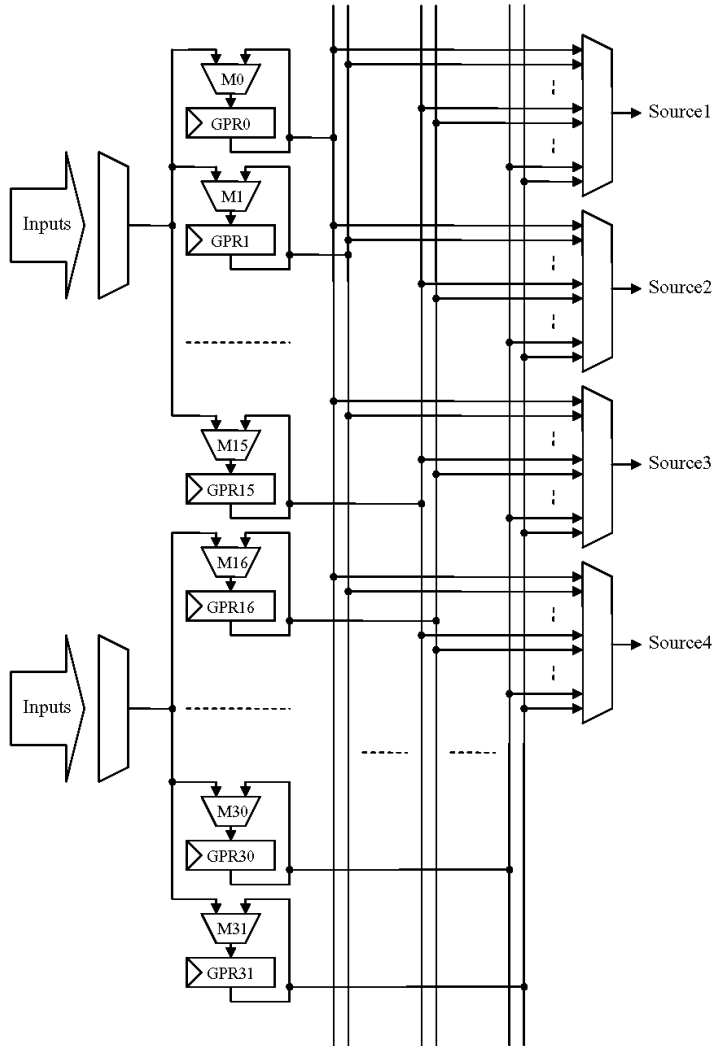 M0
GPR0
Source1
M1
Inputs
GPR1
Source2
M15
Source3
GPR15
M16
GPR16
Source4
Inputs
M30
GPR30
M31
GPR31